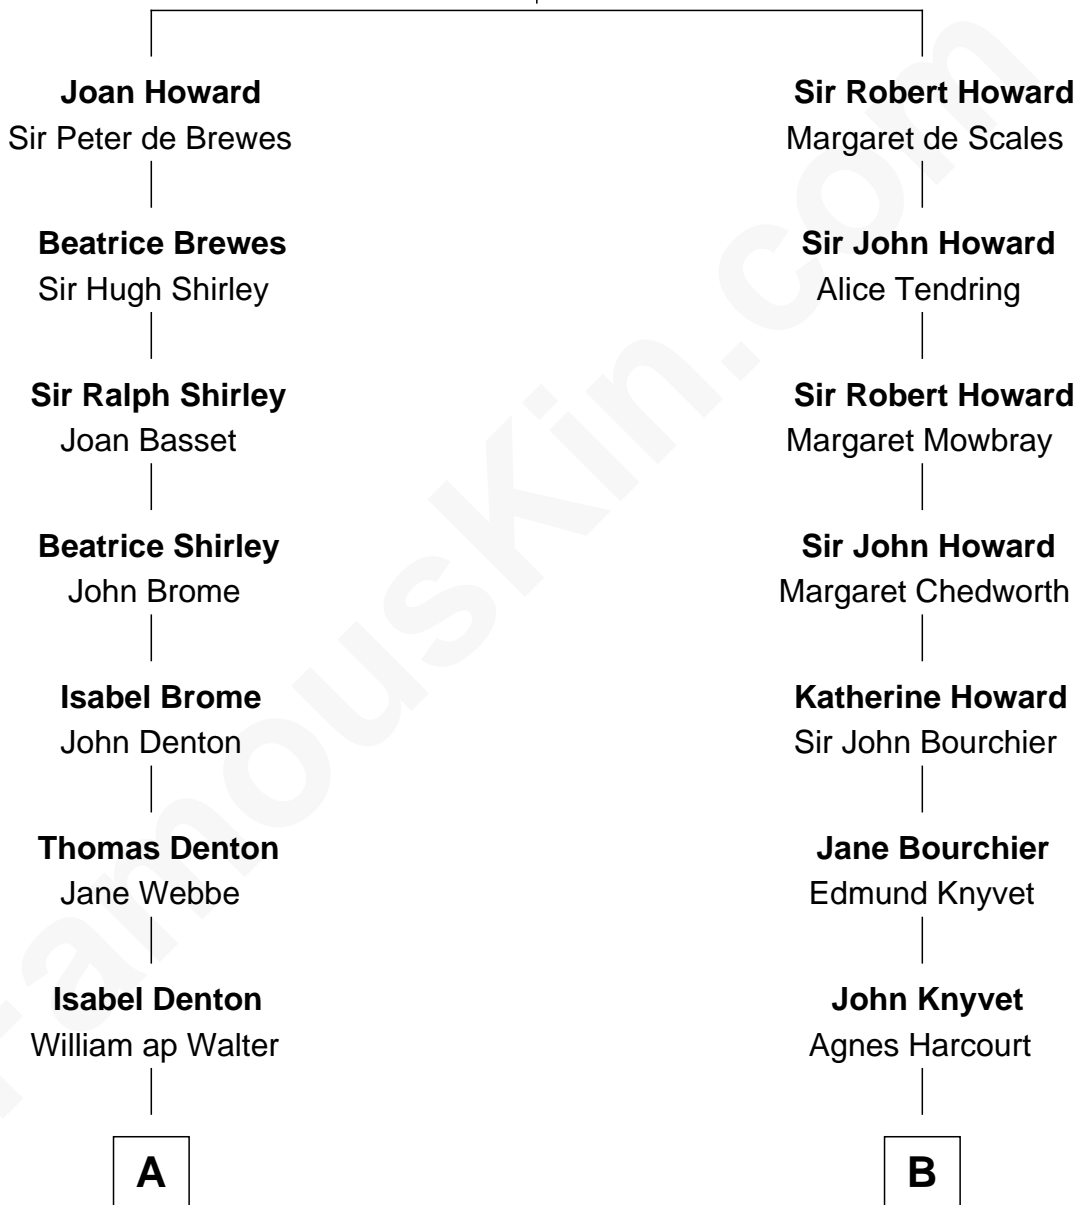 Joan Howard
Sir Peter de Brewes
Beatrice Brewes
Sir Hugh Shirley
Sir Ralph Shirley
Joan Basset
Beatrice Shirley
John Brome
Isabel Brome
John Denton
Thomas Denton
Jane Webbe
Isabel Denton
William ap Walter
A
Sir Robert Howard
Margaret de Scales
Sir John Howard
Alice Tendring
Sir Robert Howard
Margaret Mowbray
Sir John Howard
Margaret Chedworth
Katherine Howard
Sir John Bourchier
Jane Bourchier
Edmund Knyvet
John Knyvet
Agnes Harcourt
B
FamousKin.com